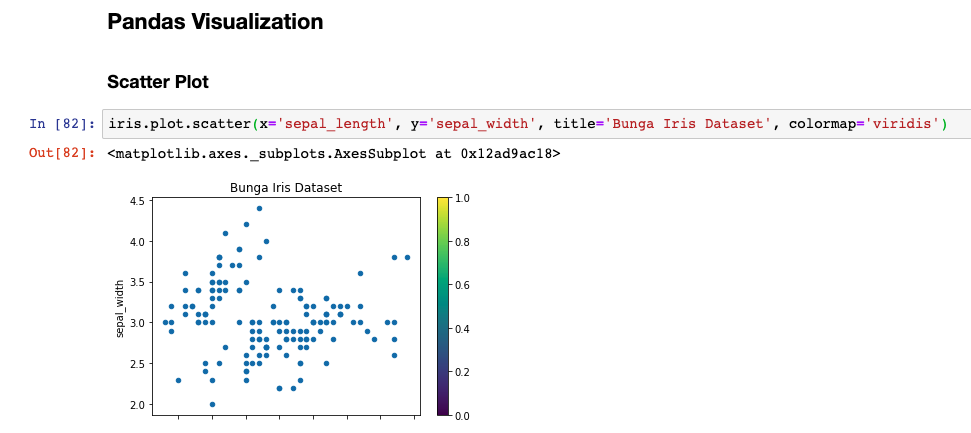 Pandas Visualization
Scatter Plot
In [82]: iris.plot.scatter(x='sepal_length', y='sepal_width', title='Bunga Iris Dataset', colormap='viridis')
Out[82]: <matplotlib.axes._subplots.AxesSubplot at 0x12ad9ac18>
Bunga Iris Dataset
4.5
4.0
3.5
3.0
2.5
2.0
sepal_width
1.0
0.8
0.6
0.4
0.2
0.0